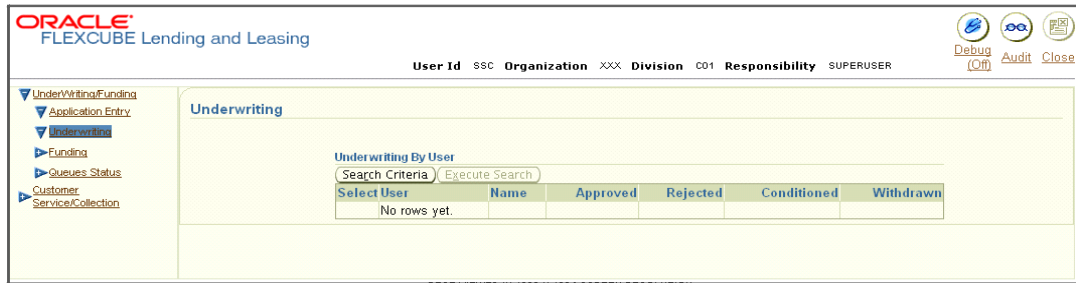 ORACLE
FLEXCUBE Lending and Leasing
User Id SSC Organization XXX Division C01 Responsibility SUPERUSER
Debug (Off)
Audit
Close
UnderWriting/Funding
Application Entry
Underwriting
Funding
Queues Status
Customer
Service/Collection
Underwriting
Underwriting By User
Search Criteria Execute Search
Select User Name Approved Rejected Conditioned Withdrawn
No rows yet.